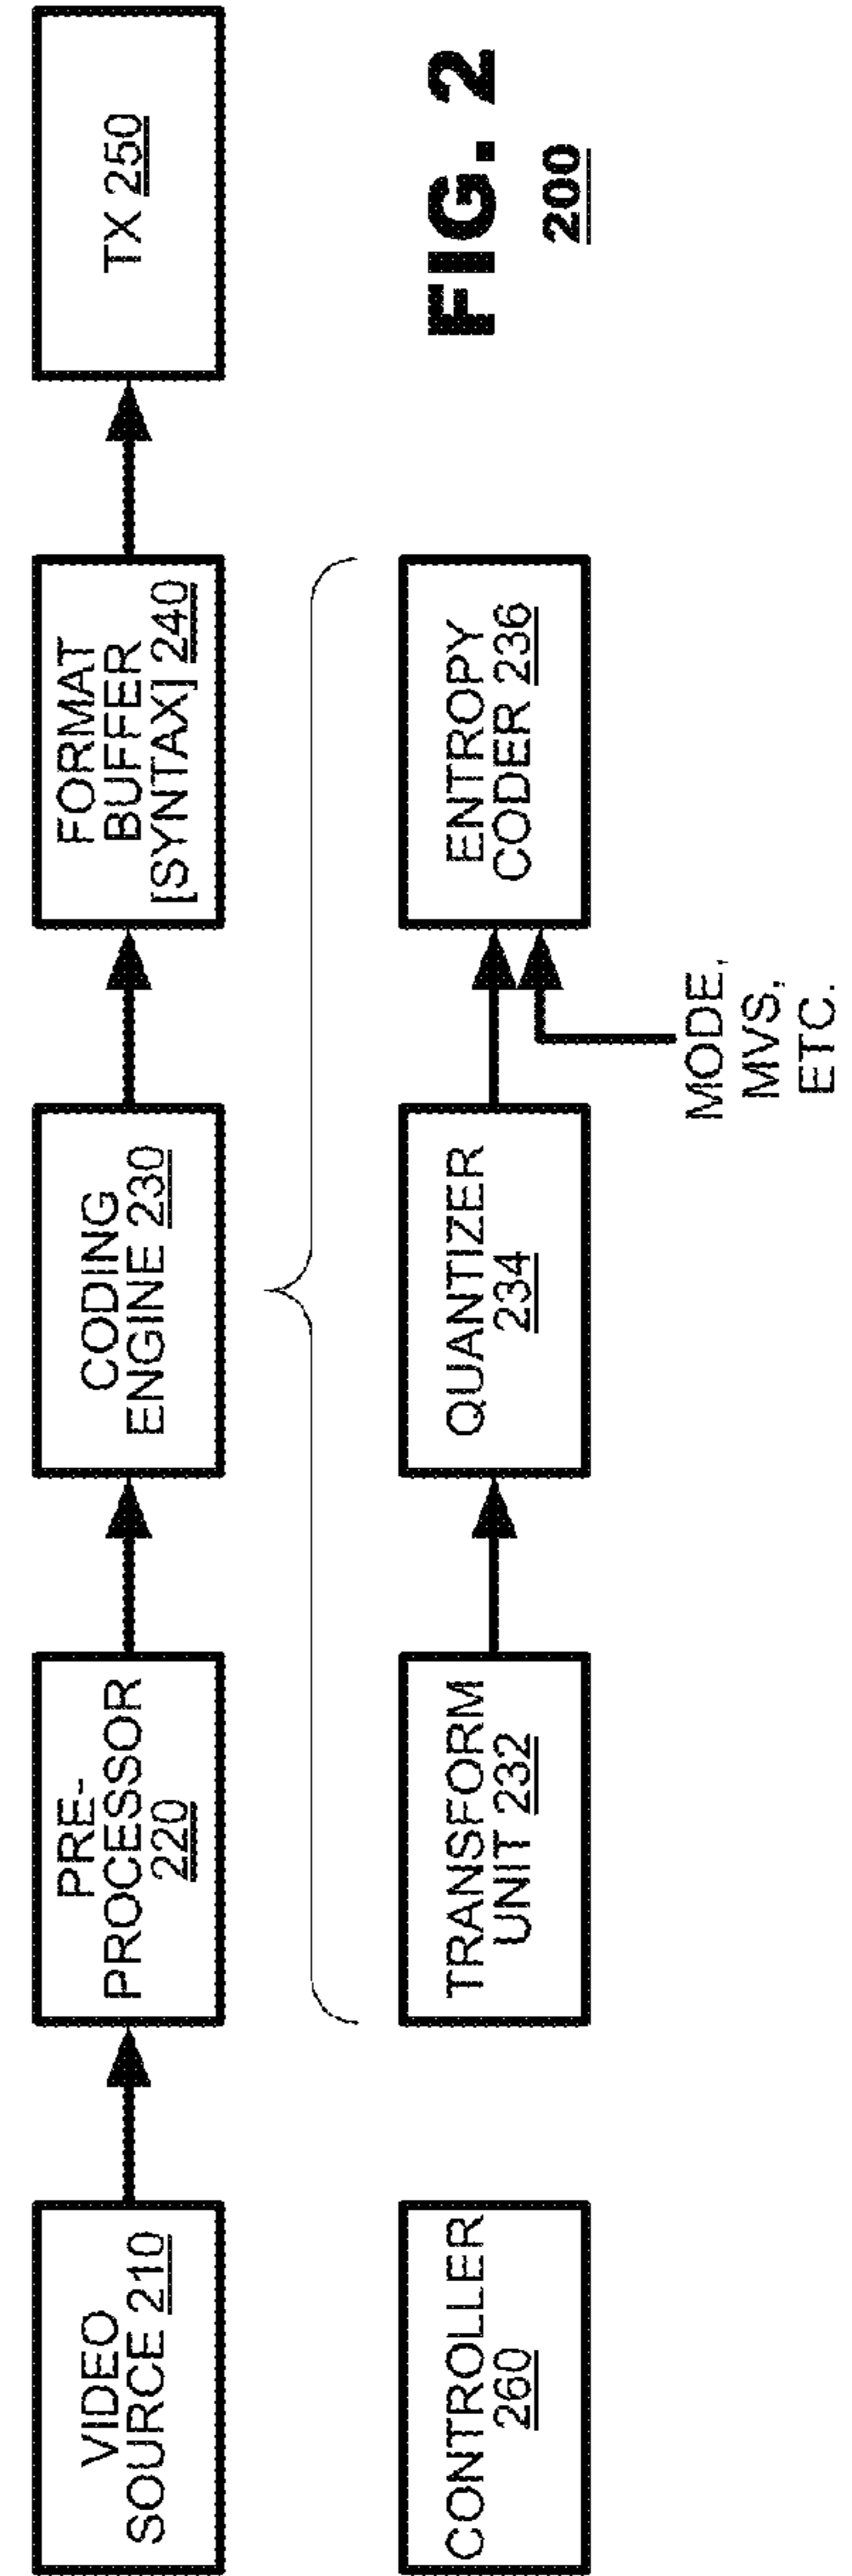 VIDEO
SOURCE 210
PRE-
PROCESSOR
220
CODING
ENGINE 230
FORMAT
BUFFER
[SYNTAX] 240
TX 250
CONTROLLER
260
TRANSFORM
UNIT 232
QUANTIZER
234
ENTROPY
CODER 236
MODE,
MVS,
ETC.
FIG. 2
200